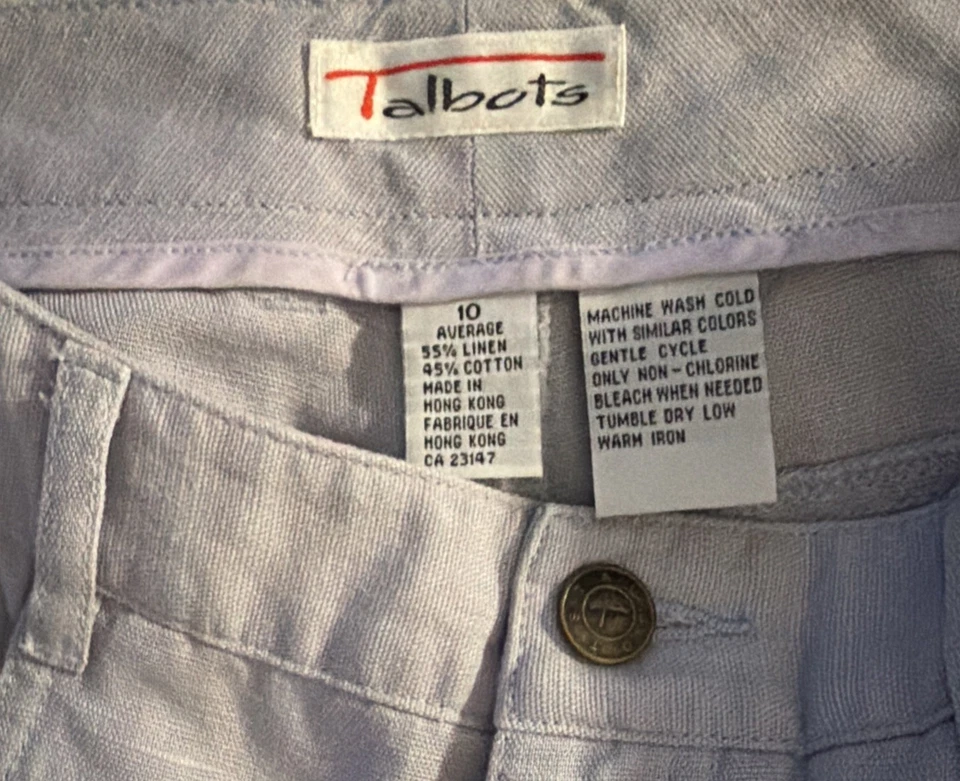 Talbots
10
AVERAGE
55% LINEN
45% COTTON
MADE IN
HONG KONG
FABRIQUE EN
HONG KONG
CA 23147
MACHINE WASH COLD
WITH SIMILAR COLORS
GENTLE CYCLE
ONLY NON-CHLORINE
BLEACH WHEN NEEDED
TUMBLE DRY LOW
WARM IRON